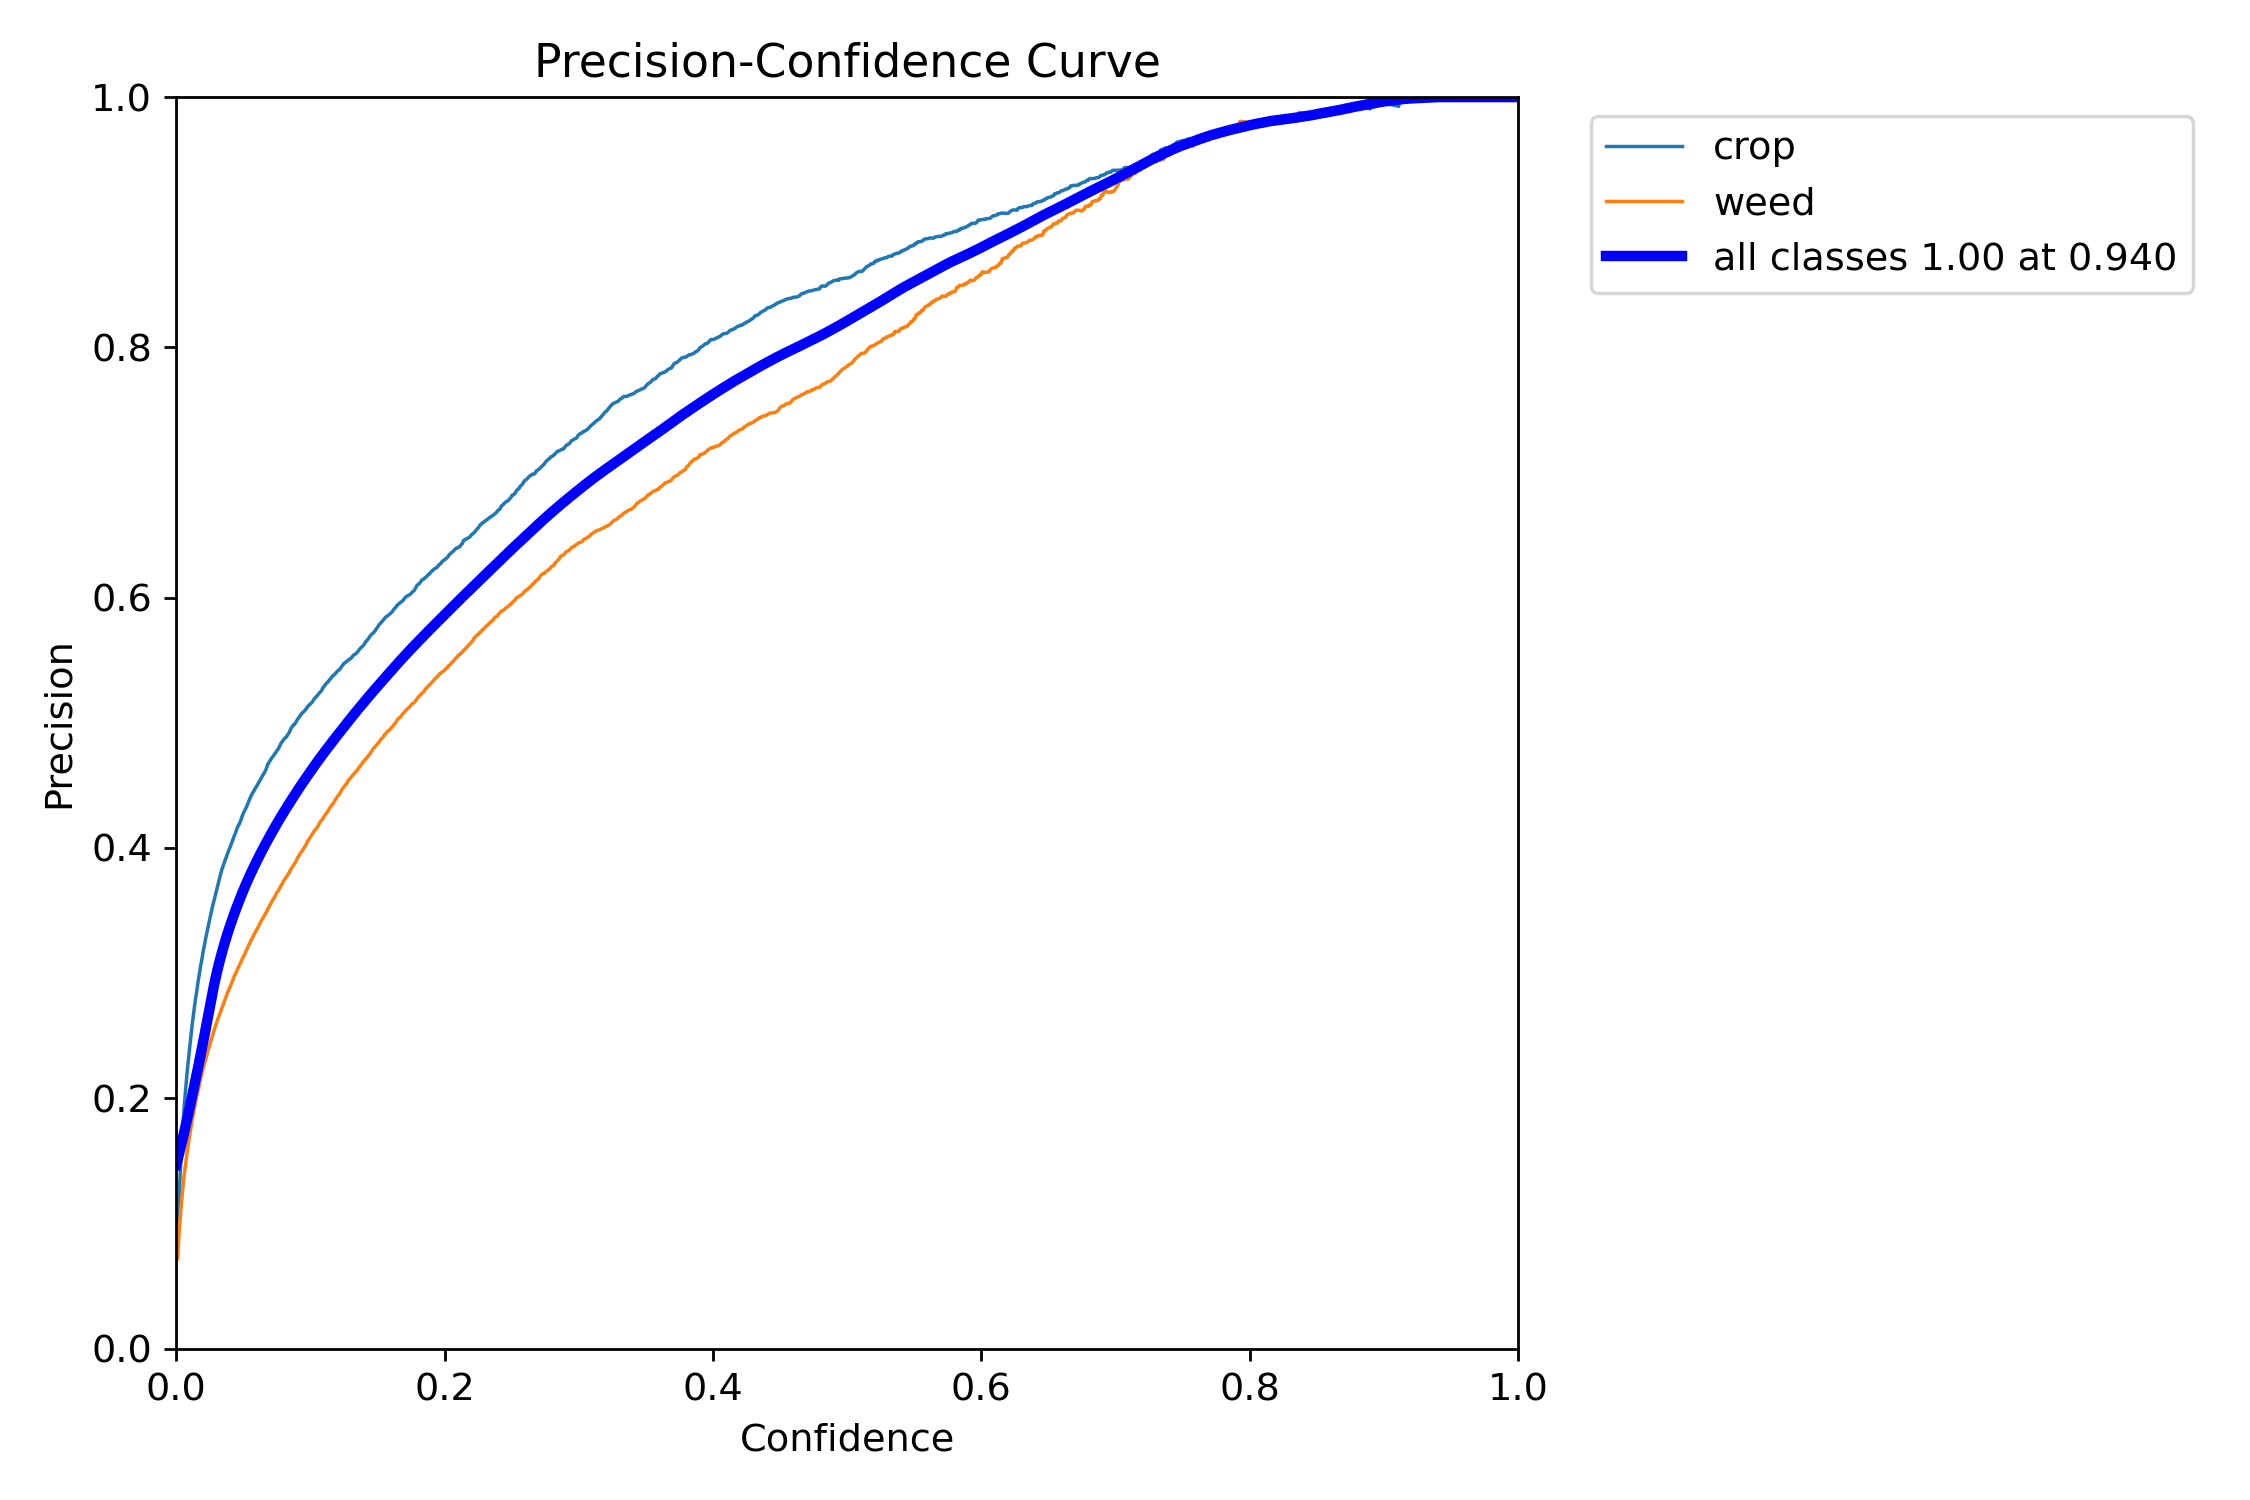 Precision-Confidence Curve
1.0
0.8
0.6
0.4
0.2
0.0
Precision
0.0 0.2 0.4 0.6 0.8 1.0
Confidence
crop
weed
all classes 1.00 at 0.940